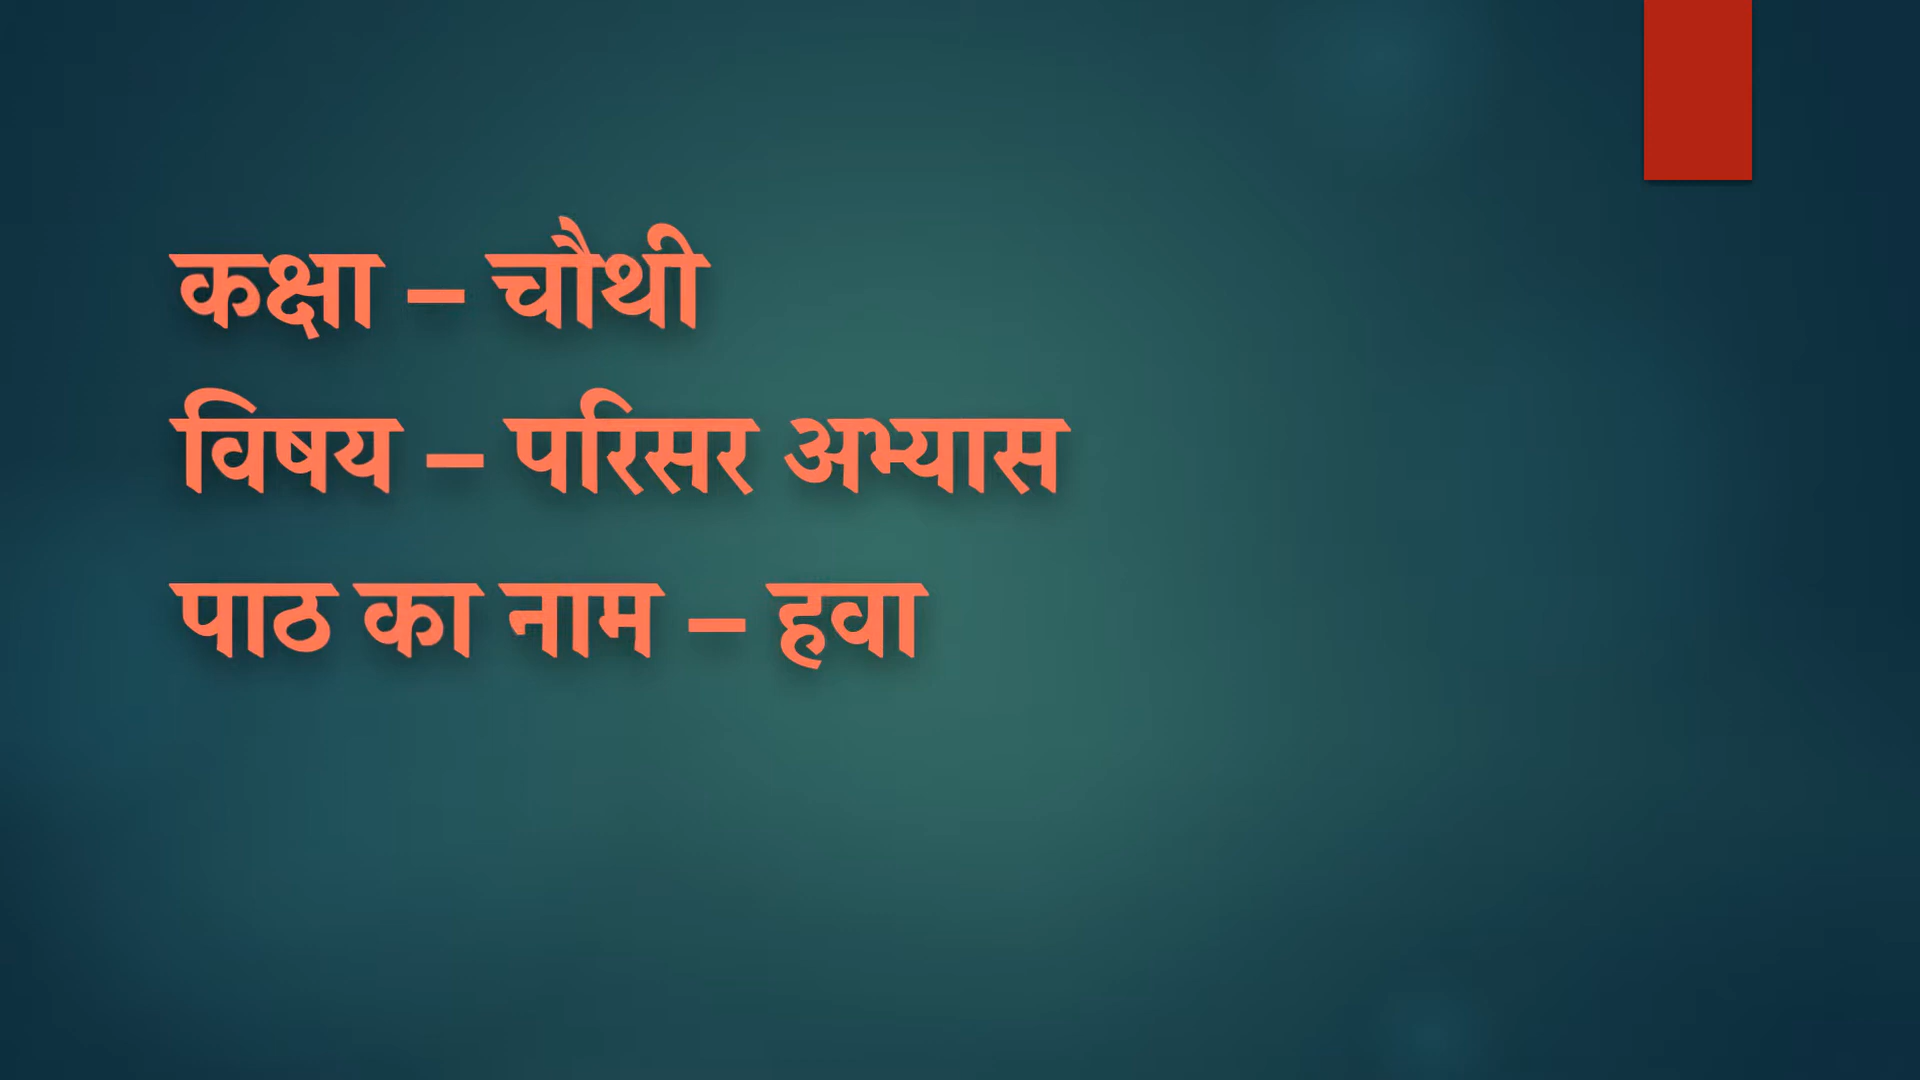 कक्षा – चौथी
विषय – परिसर अभ्यास
पाठ का नाम – हवा